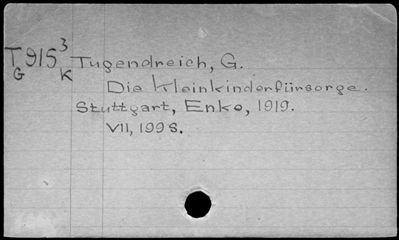 T915³ Tugendreich, G.
G K
Die Kleinkinderfürsorge.
Stuttgart, Enke, 1919.
VII, 199 S.